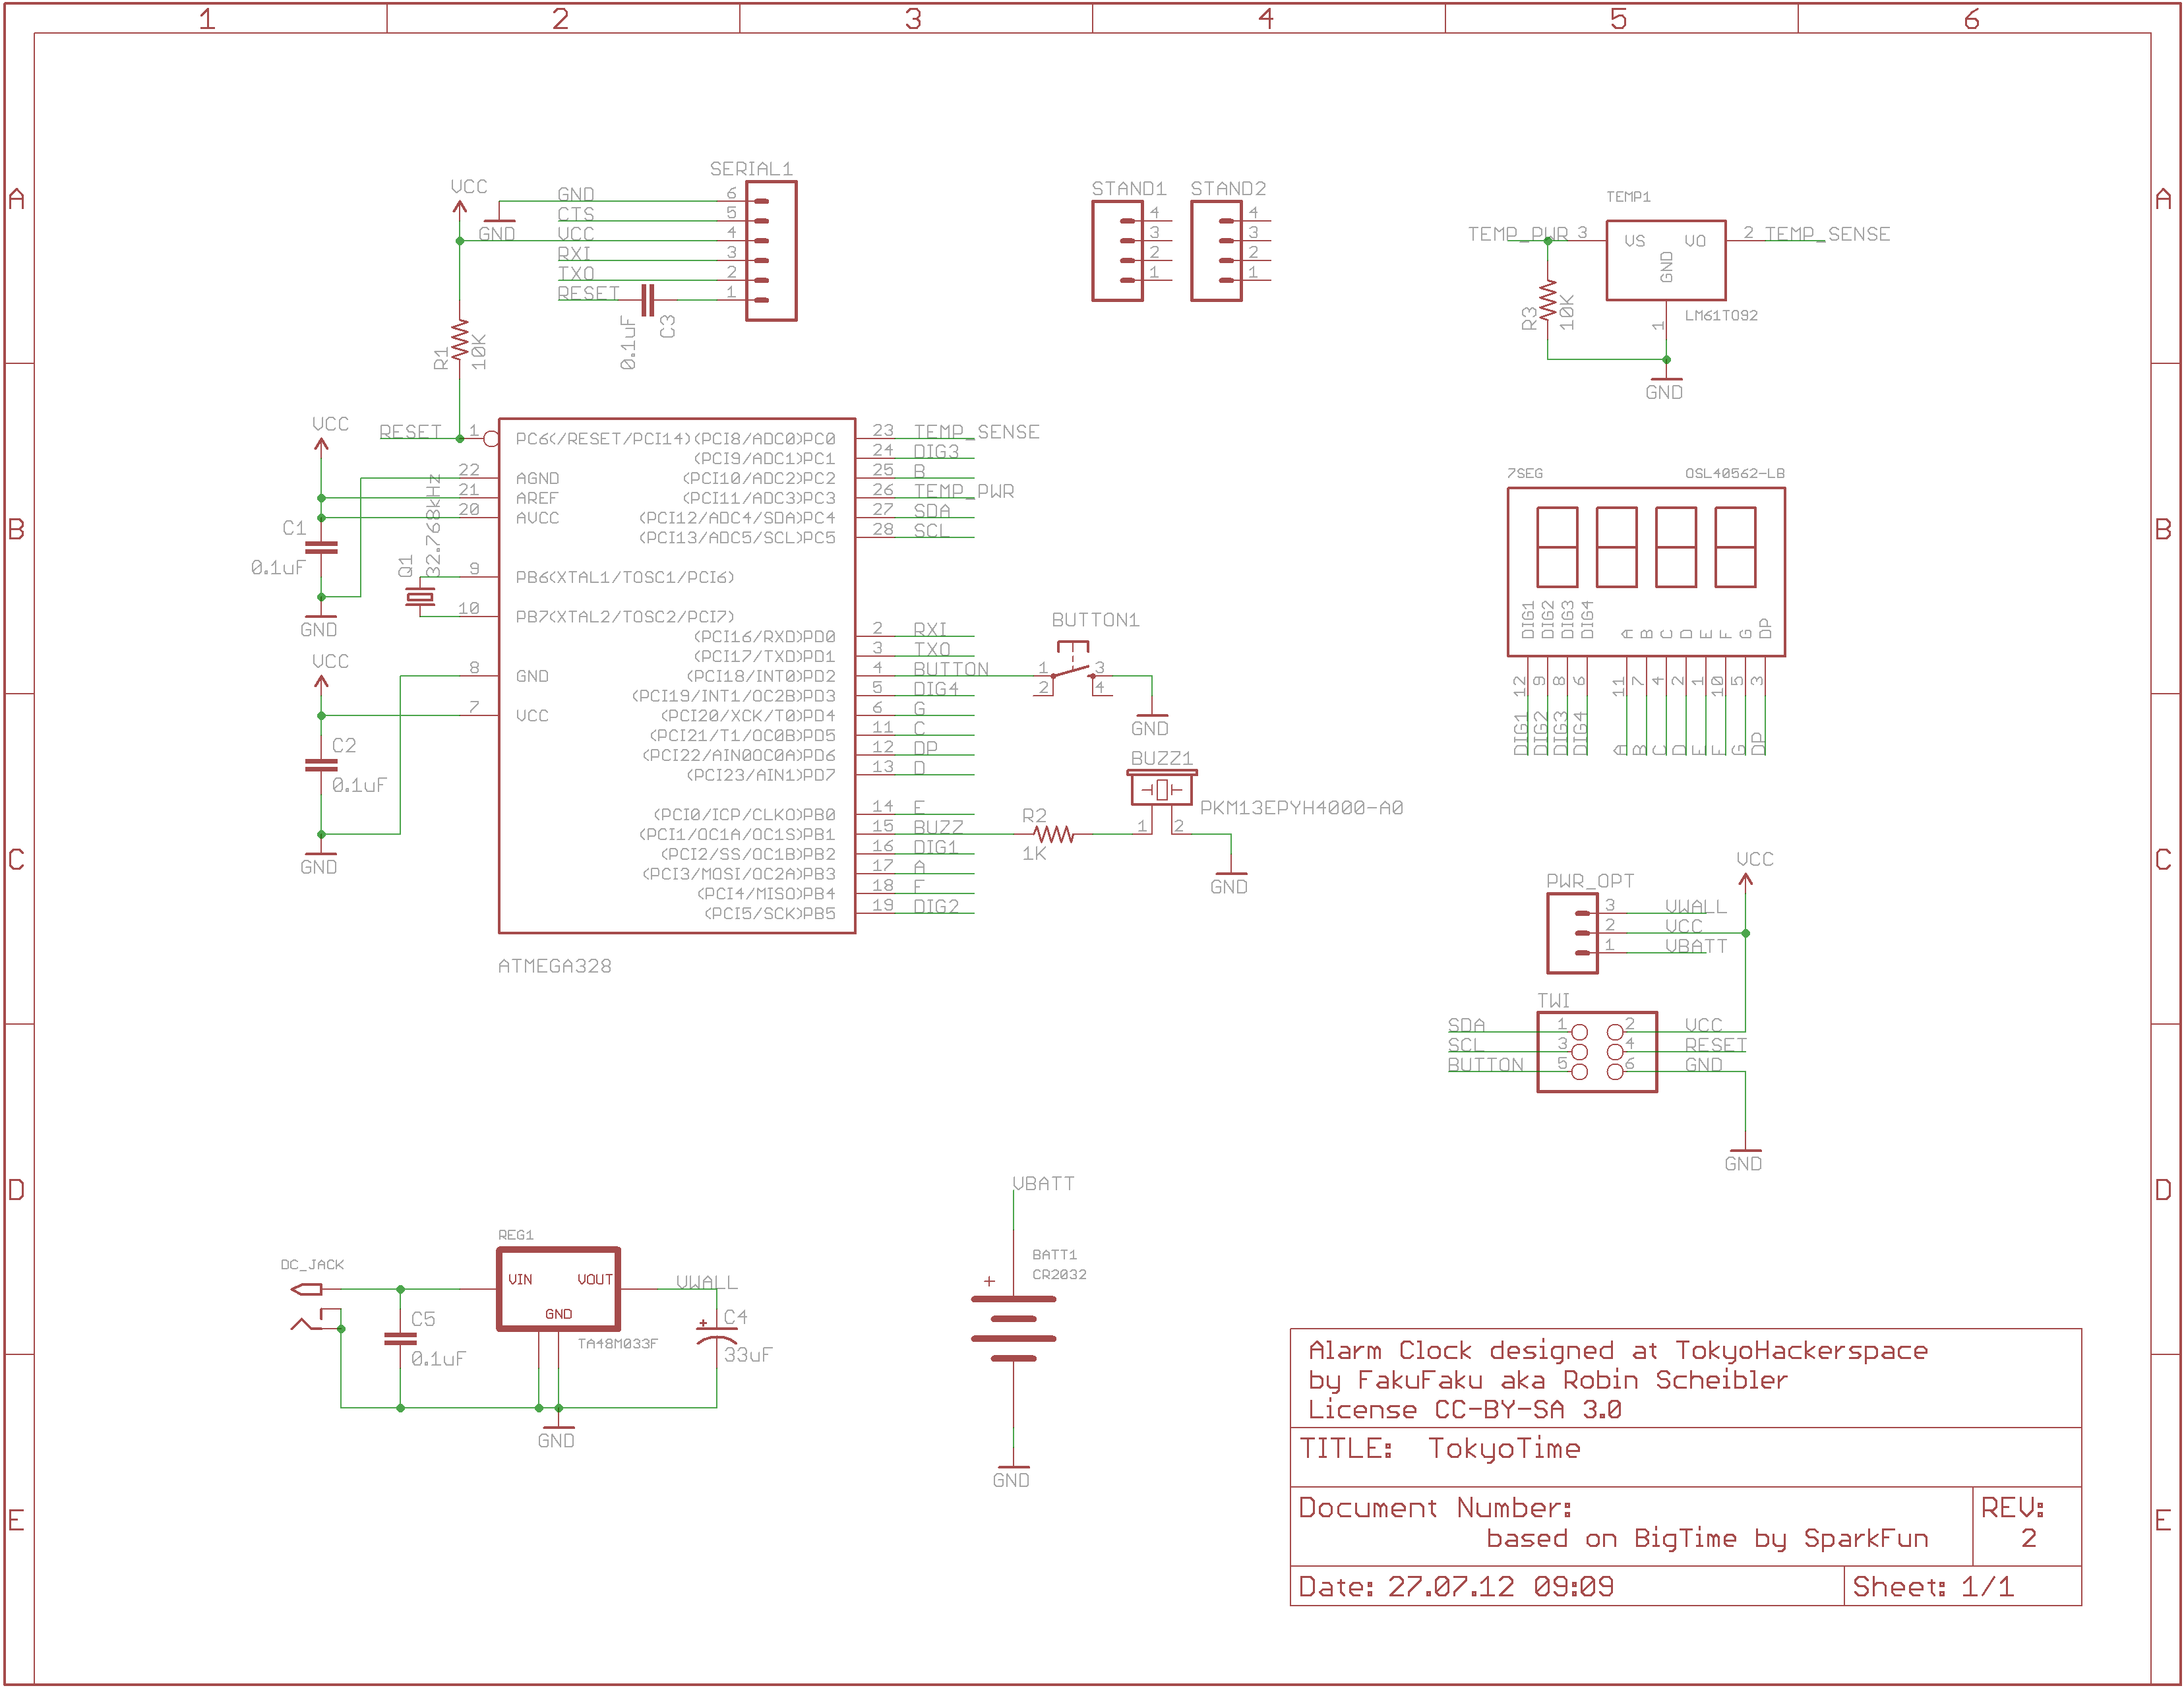 1 2 3 4 5 6
A A
B B
C C
D D
E E
SERIAL1
VCC
GND
GND 6
CTS 5
VCC 4
RXI 3
TXO 2
RESET 1
0.1uF
C3
R1
10K
STAND1
4
3
2
1
STAND2
4
3
2
1
TEMP1
TEMP_PWR 3 VS VO 2 TEMP_SENSE
GND
1
LM61TO92
R3
10K
GND
VCC
RESET 1 PC6(/RESET/PCI14)
22 AGND
21 AREF
20 AVCC
C1
0.1uF
GND
Q1
32.768kHz
9 PB6(XTAL1/TOSC1/PCI6)
10 PB7(XTAL2/TOSC2/PCI7)
VCC
8 GND
7 VCC
C2
0.1uF
GND
(PCI8/ADC0)PC0 23 TEMP_SENSE
(PCI9/ADC1)PC1 24 DIG3
(PCI10/ADC2)PC2 25 B
(PCI11/ADC3)PC3 26 TEMP_PWR
(PCI12/ADC4/SDA)PC4 27 SDA
(PCI13/ADC5/SCL)PC5 28 SCL
(PCI16/RXD)PD0 2 RXI
(PCI17/TXD)PD1 3 TXO
(PCI18/INT0)PD2 4 BUTTON
(PCI19/INT1/OC2B)PD3 5 DIG4
(PCI20/XCK/T0)PD4 6 G
(PCI21/T1/OC0B)PD5 11 C
(PCI22/AIN0OC0A)PD6 12 DP
(PCI23/AIN1)PD7 13 D
(PCI0/ICP/CLKO)PB0 14 E
(PCI1/OC1A/OC1S)PB1 15 BUZZ
(PCI2/SS/OC1B)PB2 16 DIG1
(PCI3/MOSI/OC2A)PB3 17 A
(PCI4/MISO)PB4 18 F
(PCI5/SCK)PB5 19 DIG2
ATMEGA328
BUTTON1
1 3
2 4
GND
BUZZ1
PKM13EPYH4000-A0
R2
1K
1 2
GND
7SEG OSL40562-LB
DIG1 DIG2 DIG3 DIG4 A B C D E F G DP
12 9 8 6 11 7 4 2 1 10 5 3
DIG1 DIG2 DIG3 DIG4 A B C D E F G DP
VCC
PWR_OPT
3 VWALL
2 VCC
1 VBATT
TWI
SDA 1 2 VCC
SCL 3 4 RESET
BUTTON 5 6 GND
GND
DC_JACK
REG1
VIN VOUT
GND
TA48M033F
VWALL
C5
0.1uF
C4
+
33uF
GND
VBATT
BATT1
CR2032
+
GND
Alarm Clock designed at TokyoHackerspace
by FakuFaku aka Robin Scheibler
License CC-BY-SA 3.0
TITLE: TokyoTime
Document Number:
based on BigTime by SparkFun
REV:
2
Date: 27.07.12 09:09
Sheet: 1/1